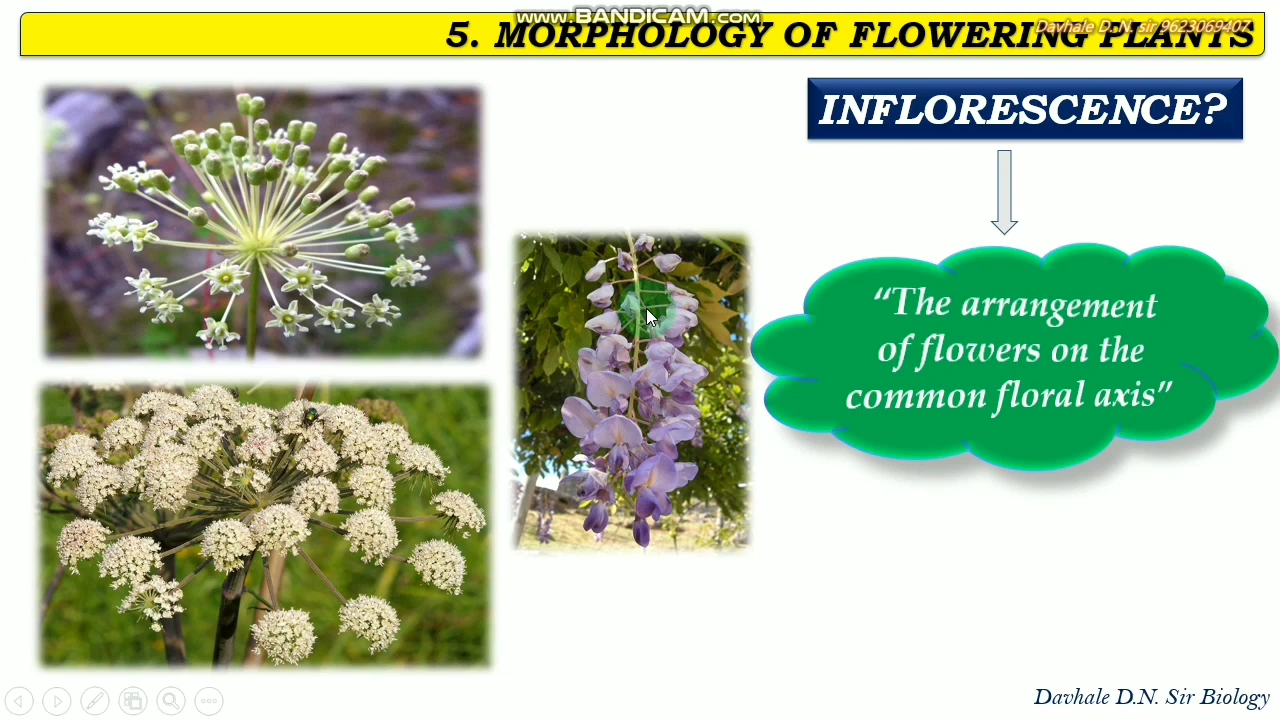 www.BANDICAM.com
Davhale D. N. sir 9623069407
5. MORPHOLOGY OF FLOWERING PLANTS
INFLORESCENCE?
“The arrangement
of flowers on the
common floral axis”
Davhale D.N. Sir Biology